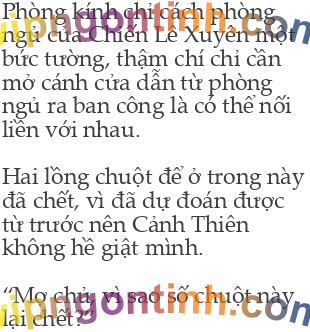 Phòng kính chỉ cách phòng
ngủ của Chiến Lê Xuyên một
bức tường, thậm chí chỉ cần
mở cánh cửa dẫn từ phòng
ngủ ra ban công là có thể nối
liền với nhau.
Hai lồng chuột để ở trong này
đã chết, vì đã dự đoán được
từ trước nên Cảnh Thiên
không hề giật mình.
“Mợ chủ, vì sao số chuột này
lại chết?”
vipngontinh.com
vipngontinh.com